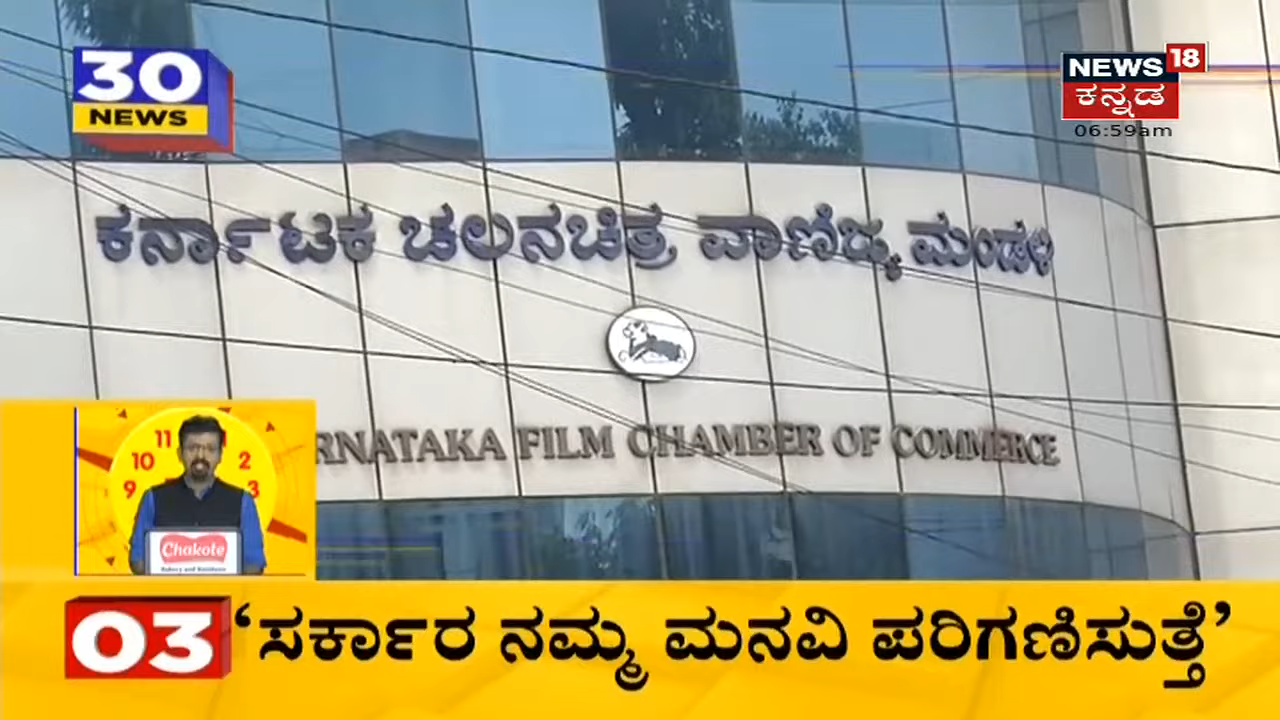 30
NEWS
NEWS 18
ಕನ್ನಡ
06:59am
ಕರ್ನಾಟಕ ಚಲನಚಿತ್ರ ವಾಣಿಜ್ಯ ಮಂಡಳಿ
RNATAKA FILM CHAMBER OF COMMERCE
11 1
10 2
9 3
Chakote
03 ‘ಸರ್ಕಾರ ನಮ್ಮ ಮನವಿ ಪರಿಗಣಿಸುತ್ತೆ’